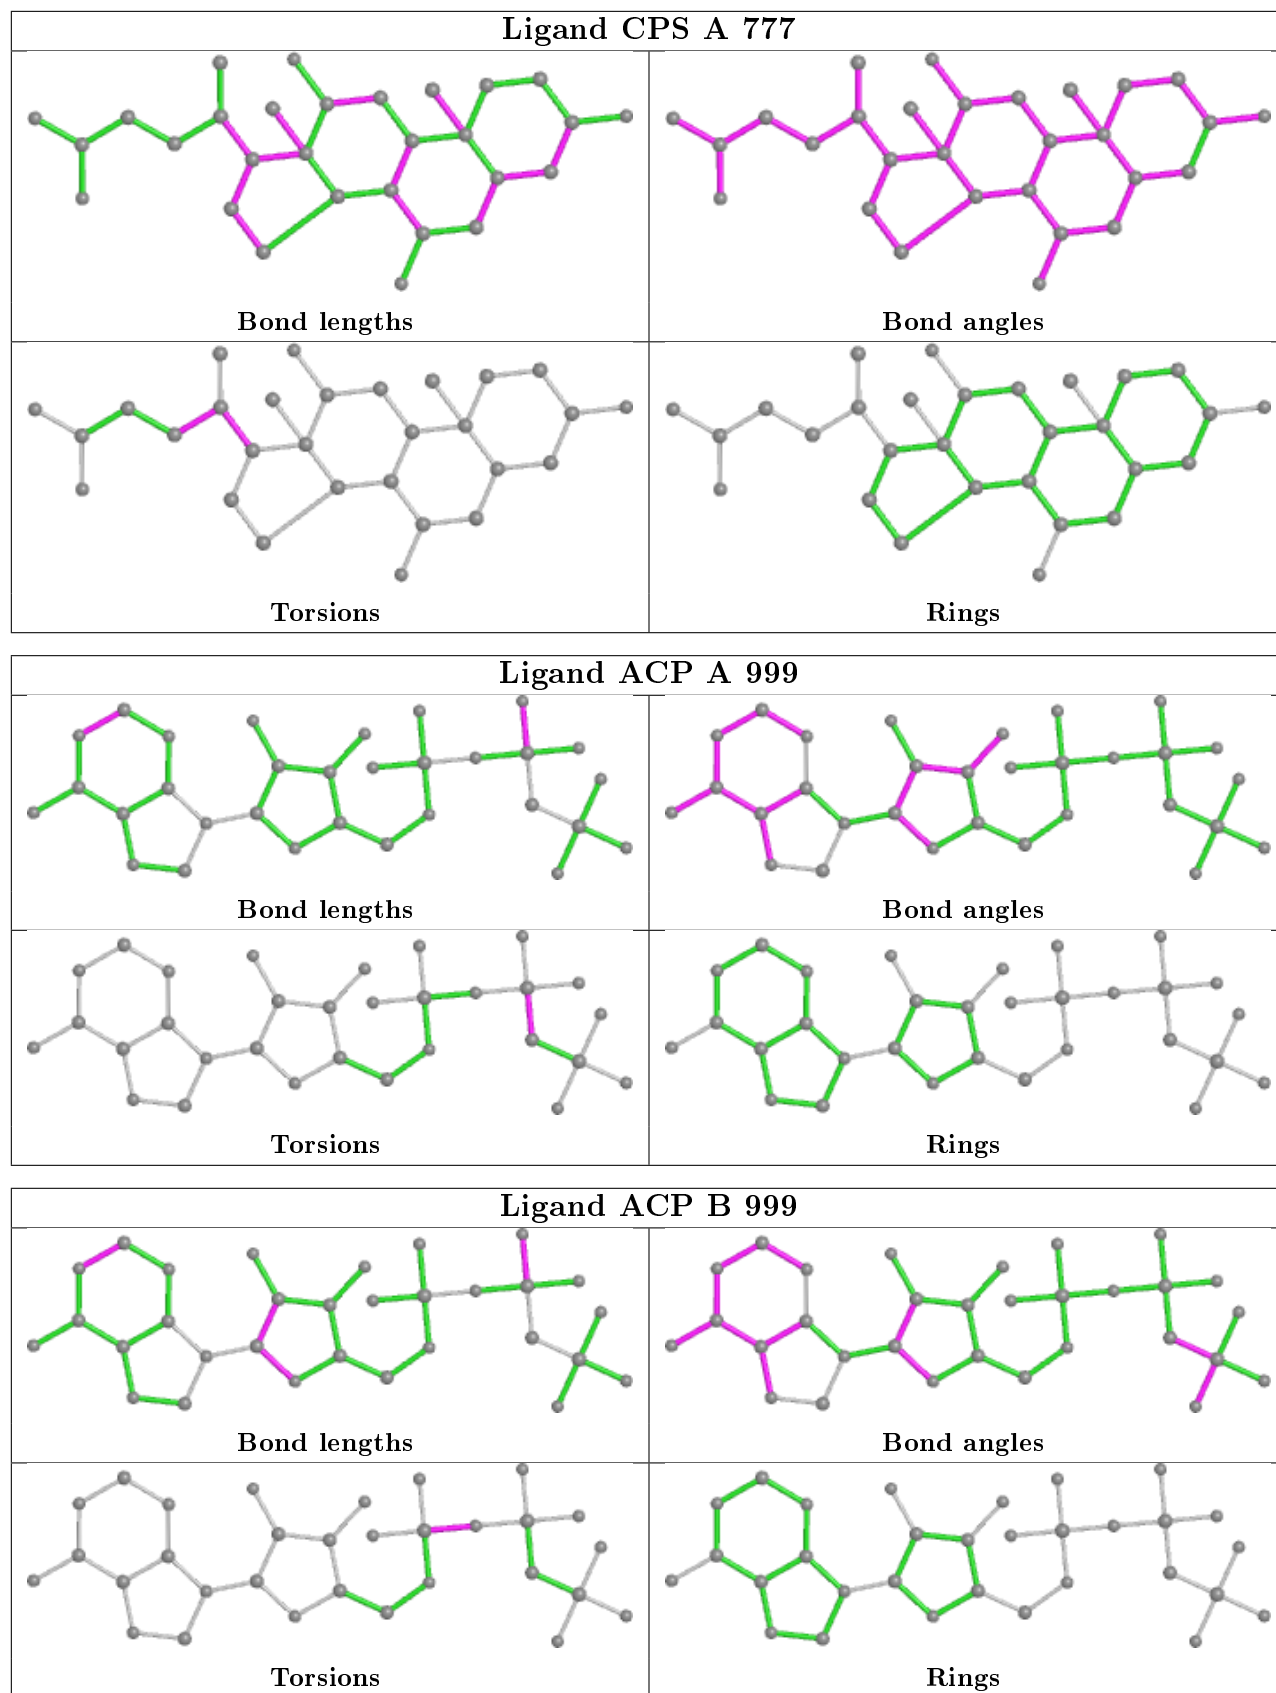 Ligand CPS A 777
Bond lengths
Bond angles
Torsions
Rings
Ligand ACP A 999
Bond lengths
Bond angles
Torsions
Rings
Ligand ACP B 999
Bond lengths
Bond angles
Torsions
Rings